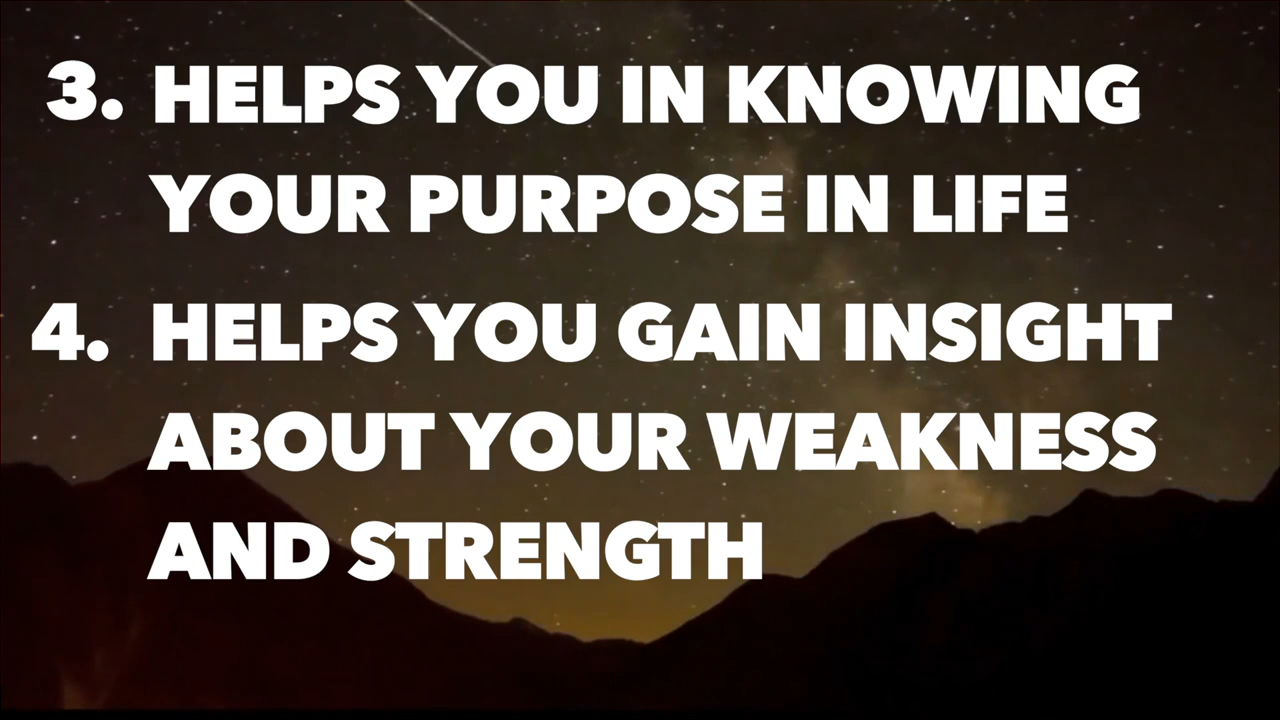 3. HELPS YOU IN KNOWING
YOUR PURPOSE IN LIFE
4. HELPS YOU GAIN INSIGHT
ABOUT YOUR WEAKNESS
AND STRENGTH